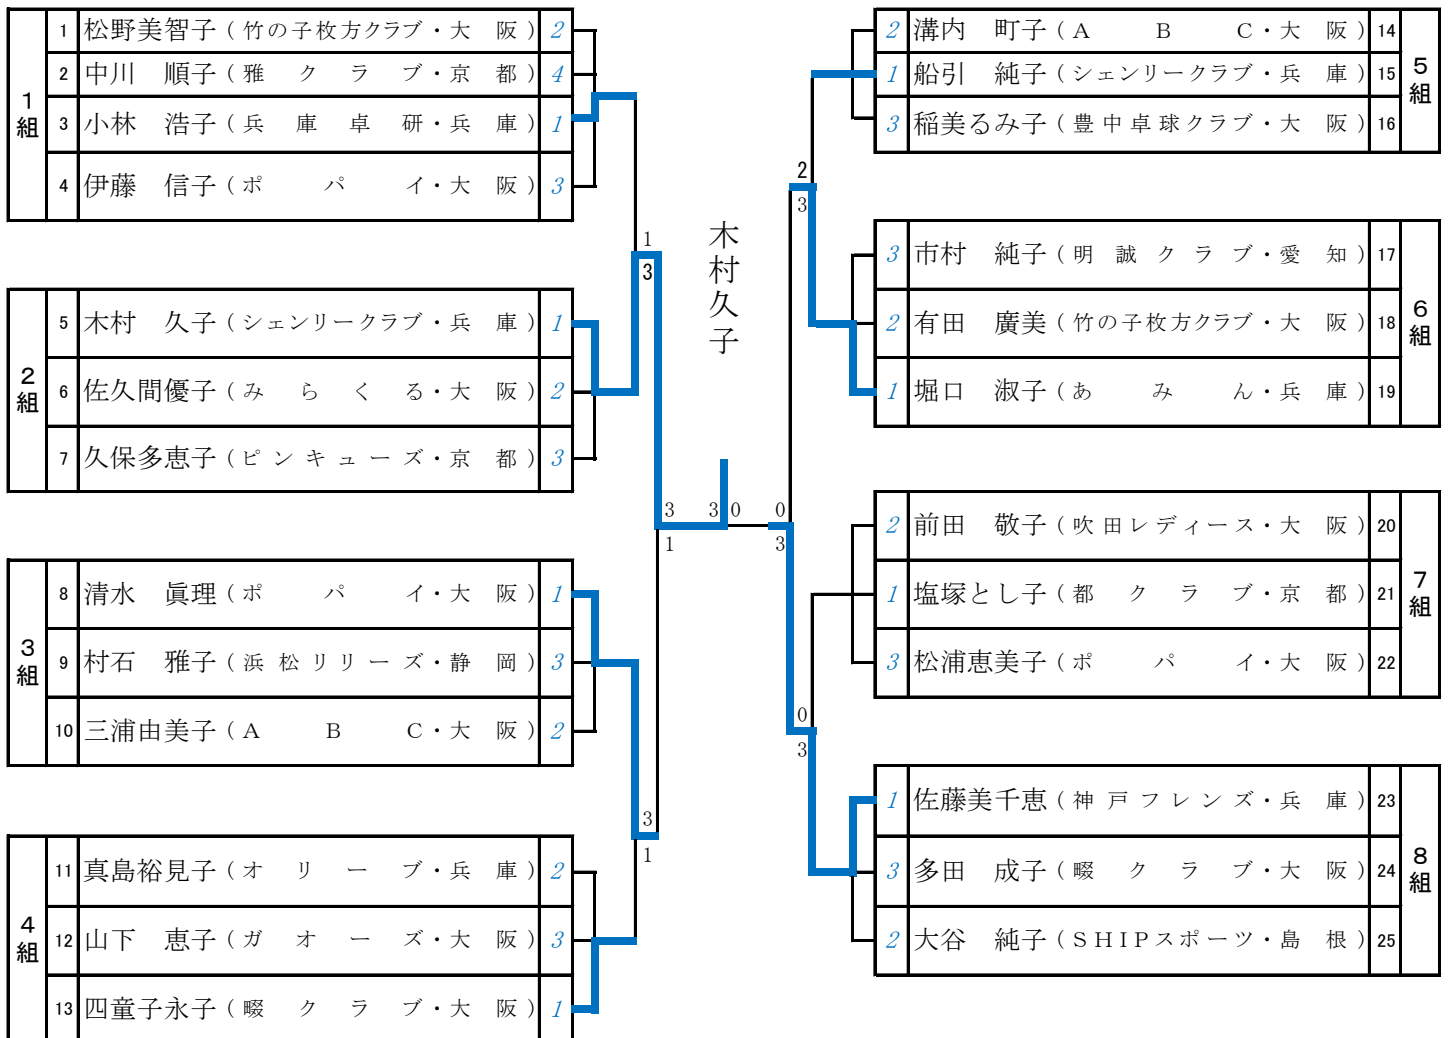 1組
1 松野美智子（竹の子枚方クラブ・大 阪） 2
2 中川 順子（雅 ク ラ ブ・京 都） 4
3 小林 浩子（兵 庫 卓 研・兵 庫） 1
4 伊藤 信子（ポ パ イ・大 阪） 3
2組
5 木村 久子（シェンリークラブ・兵 庫） 1
6 佐久間優子（み ら く る・大 阪） 2
7 久保多恵子（ピ ン キ ュ ー ズ・京 都） 3
3組
8 清水 眞理（ポ パ イ・大 阪） 1
9 村石 雅子（浜 松 リ リ ー ズ・静 岡） 3
10 三浦由美子（A B C・大 阪） 2
4組
11 真島裕見子（オ リ ー ブ・兵 庫） 2
12 山下 恵子（ガ オ ー ズ・大 阪） 3
13 四童子永子（畷 ク ラ ブ・大 阪） 1
1
3
3
1
3
1
木村久子
3 0
2
3
0
3
0
3
2 溝内 町子（A B C・大 阪） 14
1 船引 純子（シェンリークラブ・兵 庫） 15
3 稲美るみ子（豊中卓球クラブ・大 阪） 16
5組
3 市村 純子（明 誠 ク ラ ブ・愛 知） 17
2 有田 廣美（竹の子枚方クラブ・大 阪） 18
1 堀口 淑子（あ み ん・兵 庫） 19
6組
2 前田 敬子（吹田レディース・大 阪） 20
1 塩塚とし子（都 ク ラ ブ・京 都） 21
3 松浦恵美子（ポ パ イ・大 阪） 22
7組
1 佐藤美千恵（神 戸 フ レ ン ズ・兵 庫） 23
3 多田 成子（畷 ク ラ ブ・大 阪） 24
2 大谷 純子（SHIPスポーツ・島 根） 25
8組